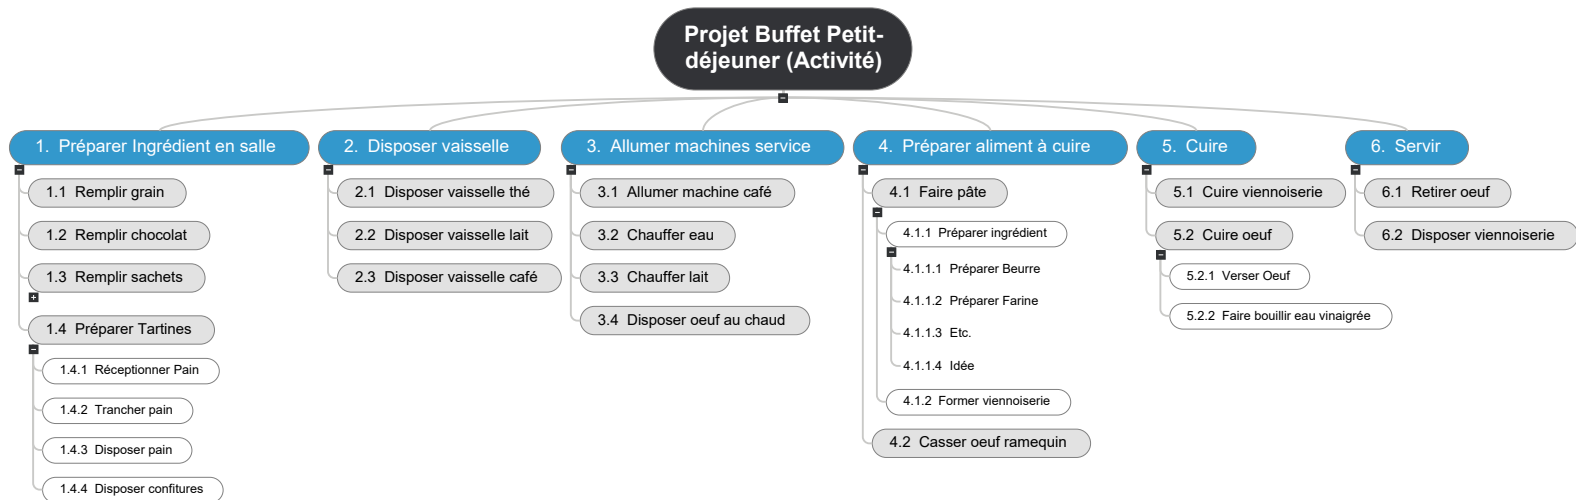 Projet Buffet Petit-
déjeuner (Activité)
1. Préparer Ingrédient en salle
1.1 Remplir grain
1.2 Remplir chocolat
1.3 Remplir sachets
1.4 Préparer Tartines
1.4.1 Réceptionner Pain
1.4.2 Trancher pain
1.4.3 Disposer pain
1.4.4 Disposer confitures
2. Disposer vaisselle
2.1 Disposer vaisselle thé
2.2 Disposer vaisselle lait
2.3 Disposer vaisselle café
3. Allumer machines service
3.1 Allumer machine café
3.2 Chauffer eau
3.3 Chauffer lait
3.4 Disposer oeuf au chaud
4. Préparer aliment à cuire
4.1 Faire pâte
4.1.1 Préparer ingrédient
4.1.1.1 Préparer Beurre
4.1.1.2 Préparer Farine
4.1.1.3 Etc.
4.1.1.4 Idée
4.1.2 Former viennoiserie
4.2 Casser oeuf ramequin
5. Cuire
5.1 Cuire viennoiserie
5.2 Cuire oeuf
5.2.1 Verser Oeuf
5.2.2 Faire bouillir eau vinaigrée
6. Servir
6.1 Retirer oeuf
6.2 Disposer viennoiserie